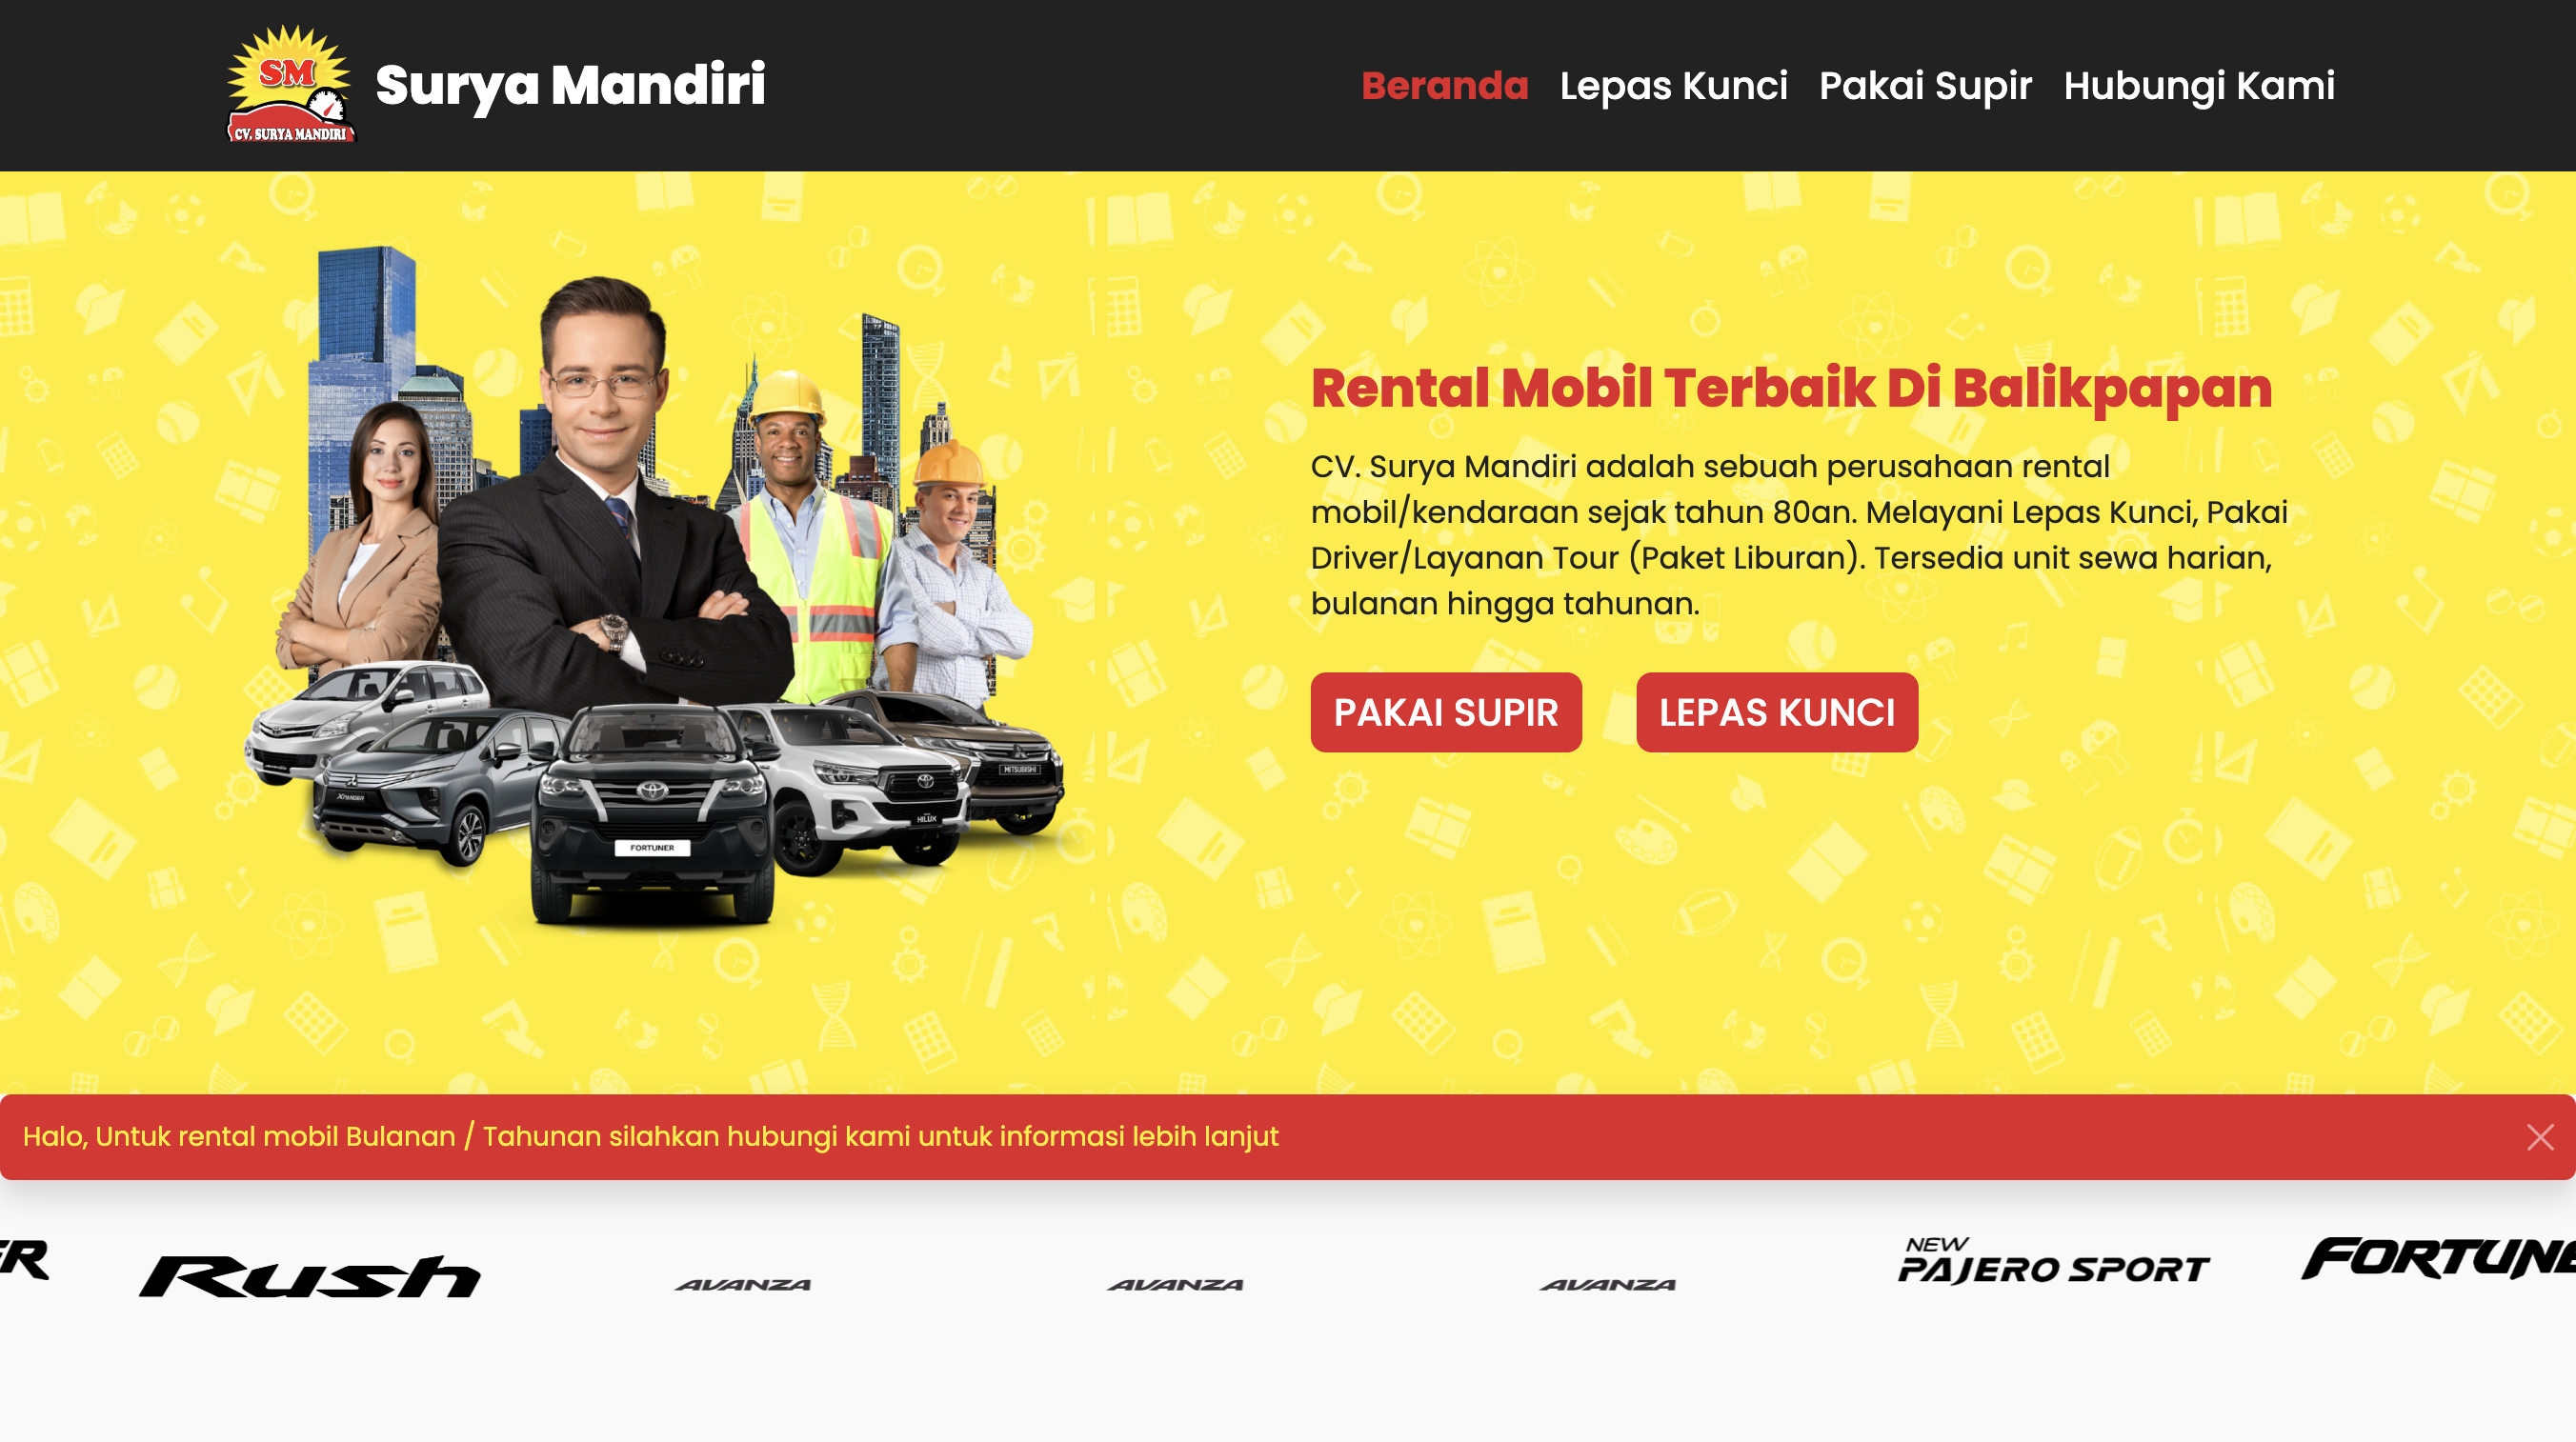 SM
CV. SURYA MANDIRI
Surya Mandiri
Beranda
Lepas Kunci
Pakai Supir
Hubungi Kami
Rental Mobil Terbaik Di Balikpapan
CV. Surya Mandiri adalah sebuah perusahaan rental
mobil/kendaraan sejak tahun 80an. Melayani Lepas Kunci, Pakai
Driver/Layanan Tour (Paket Liburan). Tersedia unit sewa harian,
bulanan hingga tahunan.
PAKAI SUPIR
LEPAS KUNCI
XPANDER
FORTUNER
HILUX
MITSUBISHI
Halo, Untuk rental mobil Bulanan / Tahunan silahkan hubungi kami untuk informasi lebih lanjut
ER
Rush
AVANZA
AVANZA
AVANZA
NEW
PAJERO SPORT
FORTUNE